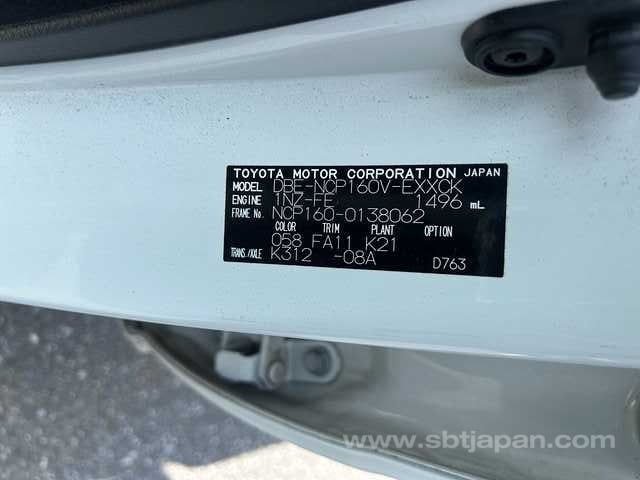 TOYOTA MOTOR CORPORATION JAPAN
MODEL DBE-NCP160V-EXXCK
ENGINE 1NZ-FE 1496 mL
FRAME No. NCP160-0138062
COLOR TRIM PLANT OPTION
058 FA11 K21
TRANS./AXLE K312 -08A D763
www.sbtjapan.com